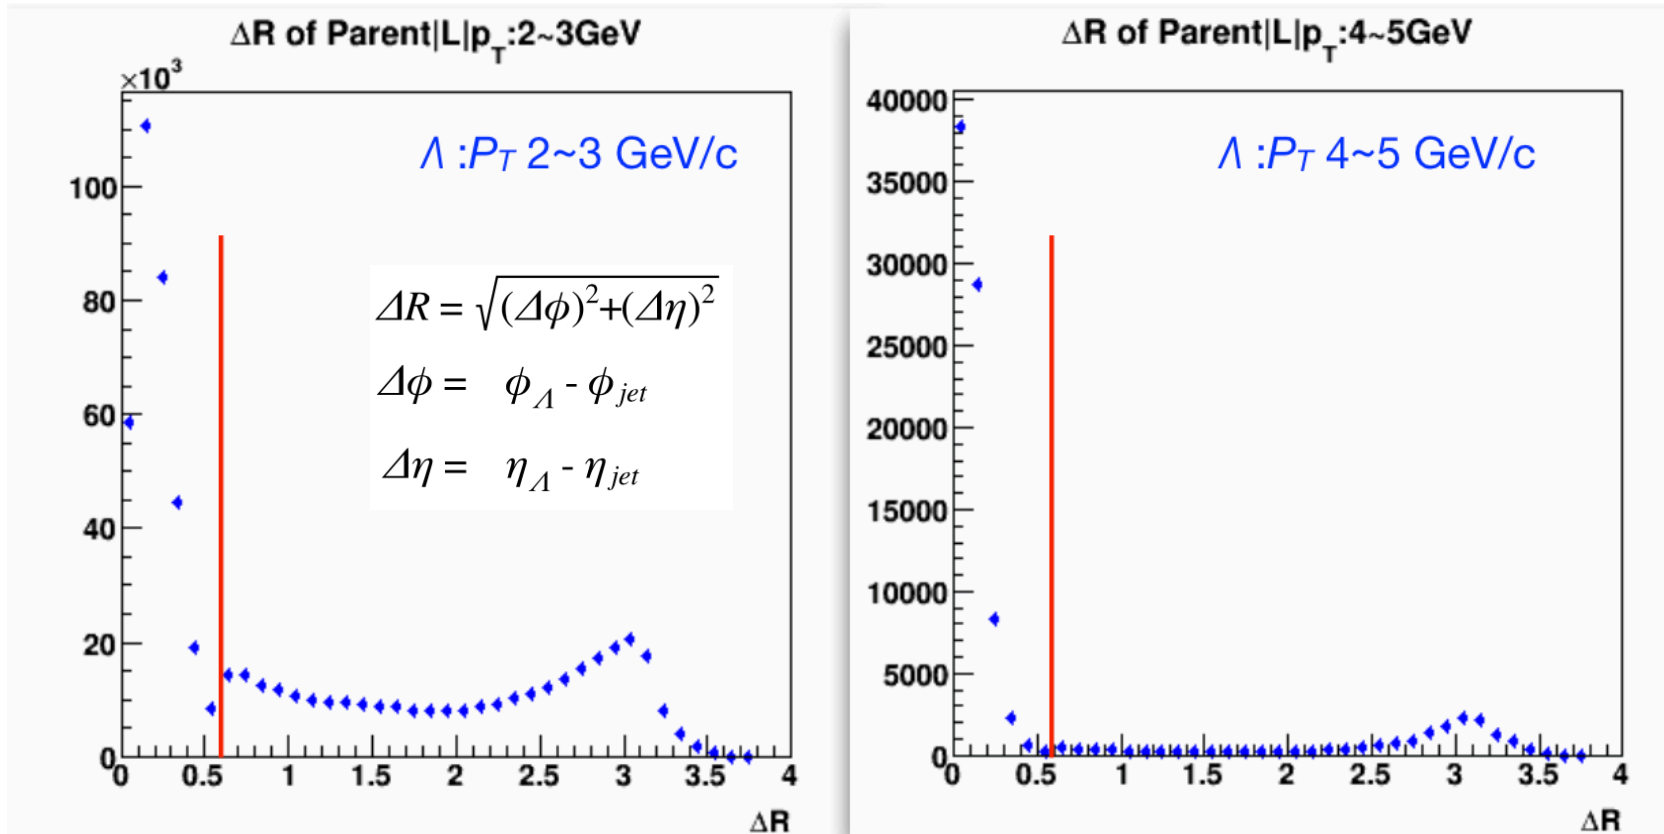 ΔR of Parent|L|p_T:2~3GeV
×10³
Λ :P_T 2~3 GeV/c
100
80
60
40
20
0
ΔR = √(Δϕ)²+(Δη)²
Δϕ = ϕ_Λ - ϕ_jet
Δη = η_Λ - η_jet
0 0.5 1 1.5 2 2.5 3 3.5 4
ΔR
ΔR of Parent|L|p_T:4~5GeV
Λ :P_T 4~5 GeV/c
40000
35000
30000
25000
20000
15000
10000
5000
0
0 0.5 1 1.5 2 2.5 3 3.5 4
ΔR